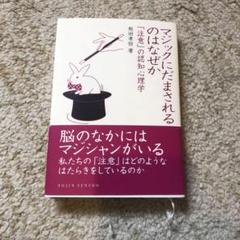 マジックにだまされる
のはなぜか
「注意」の認知心理学
熊田孝恒 著
脳のなかには
マジシャンがいる
私たちの「注意」はどのような
はたらきをしているのか
DOJIN SENSHO